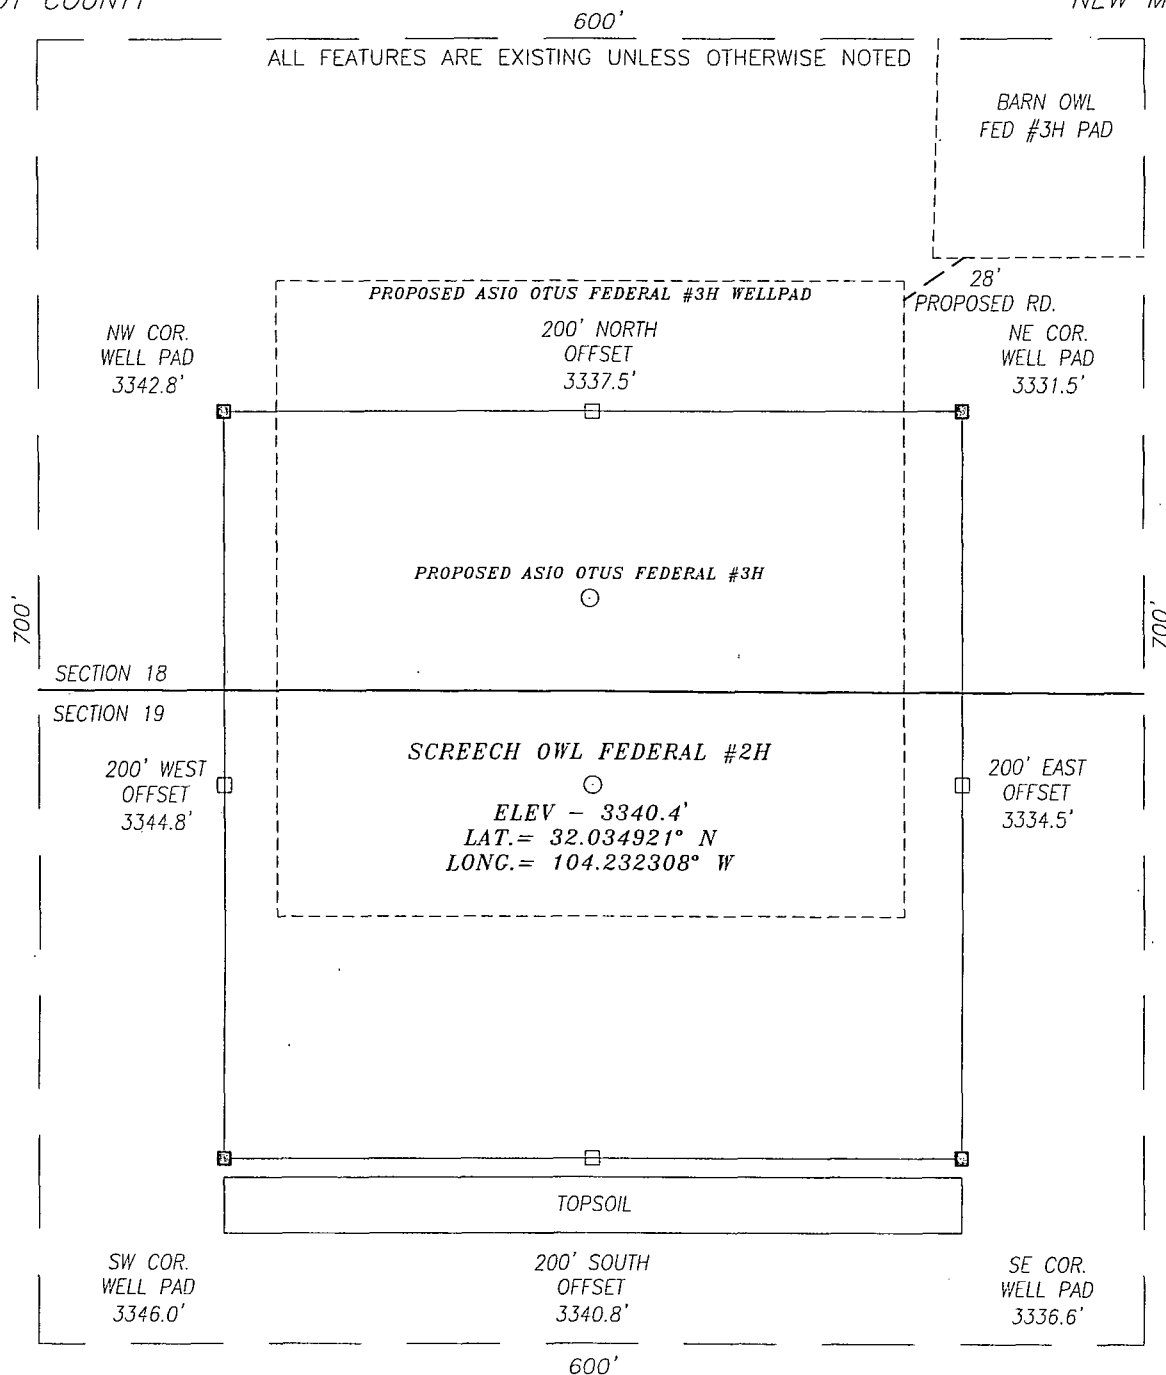 COUNTY
600'
ALL FEATURES ARE EXISTING UNLESS OTHERWISE NOTED
BARN OWL
FED #3H PAD
28'
PROPOSED RD.
PROPOSED ASIO OTUS FEDERAL #3H WELLPAD
NW COR.
WELL PAD
3342.8'
200' NORTH
OFFSET
3337.5'
NE COR.
WELL PAD
3331.5'
PROPOSED ASIO OTUS FEDERAL #3H
700'
700'
SECTION 18
SECTION 19
200' WEST
OFFSET
3344.8'
SCREECH OWL FEDERAL #2H
ELEV - 3340.4'
LAT.= 32.034921° N
LONG.= 104.232308° W
200' EAST
OFFSET
3334.5'
TOPSOIL
SW COR.
WELL PAD
3346.0'
200' SOUTH
OFFSET
3340.8'
SE COR.
WELL PAD
3336.6'
600'